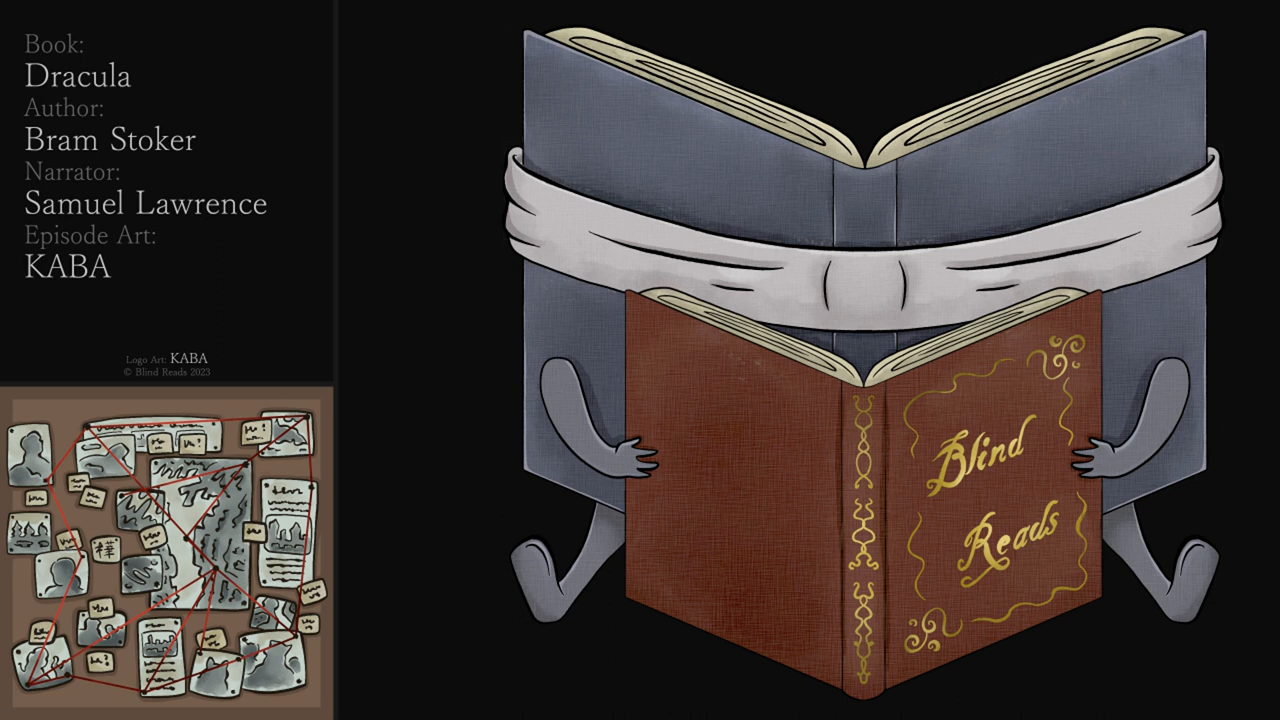 Book:
Dracula
Author:
Bram Stoker
Narrator:
Samuel Lawrence
Episode Art:
KABA
Logo Art: KABA
© Blind Reads 2023
Blind
Reads